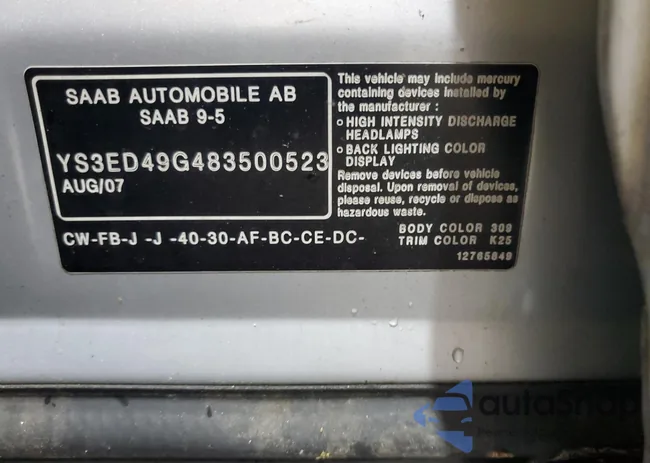 SAAB AUTOMOBILE AB
SAAB 9-5
YS3ED49G483500523
AUG/07
CW-FB-J -J -40-30-AF-BC-CE-DC-
This vehicle may include mercury
containing devices installed by
the manufacturer :
o HIGH INTENSITY DISCHARGE
HEADLAMPS
o BACK LIGHTING COLOR
DISPLAY
Remove devices before vehicle
disposal. Upon removal of devices,
please reuse, recycle or dispose as
hazardous waste.
BODY COLOR 309
TRIM COLOR K25
12765849
autaSnap